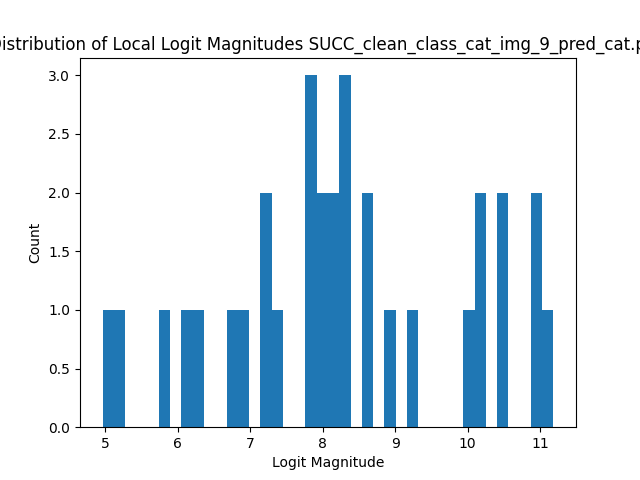 Distribution of Local Logit Magnitudes SUCC_clean_class_cat_img_9_pred_cat.p
3.0
2.5
2.0
1.5
1.0
0.5
0.0
Count
5 6 7 8 9 10 11
Logit Magnitude